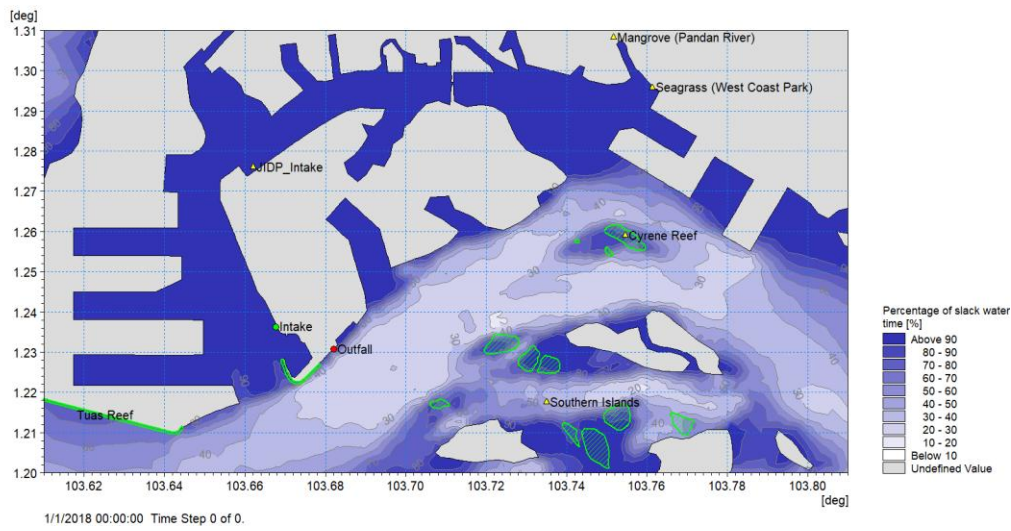 [deg]
1.31
1.30
1.29
1.28
1.27
1.26
1.25
1.24
1.23
1.22
1.21
1.20
Mangrove (Pandan River)
Seagrass (West Coast Park)
JIDP_Intake
Cyrene Reef
Intake
Outfall
Southern Islands
Tuas Reef
103.62 103.64 103.66 103.68 103.70 103.72 103.74 103.76 103.78 103.80
[deg]
1/1/2018 00:00:00 Time Step 0 of 0.
Percentage of slack water
time [%]
Above 90
80 - 90
70 - 80
60 - 70
50 - 60
40 - 50
30 - 40
20 - 30
10 - 20
Below 10
Undefined Value